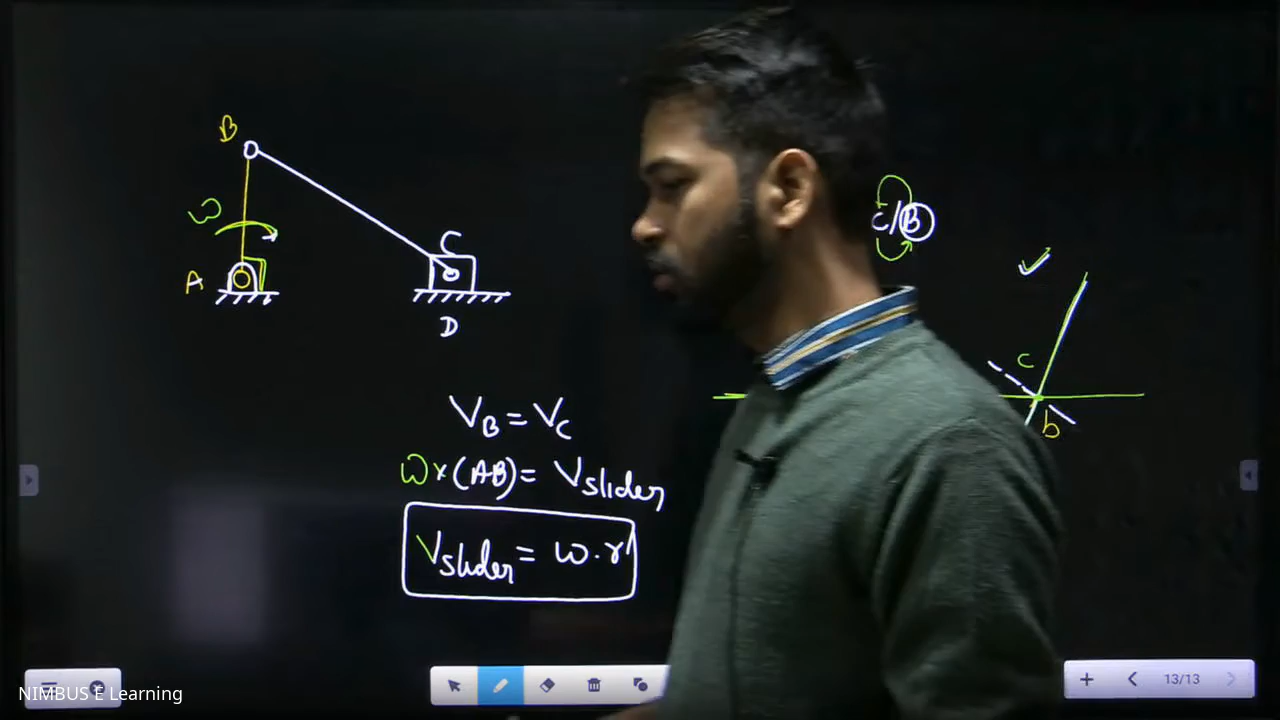 B
ω
A
C
D
C/B
c
b
V_B = V_C
ω × (AB) = V_slider
V_slider = ω · r
13/13
NIMBUS E Learning